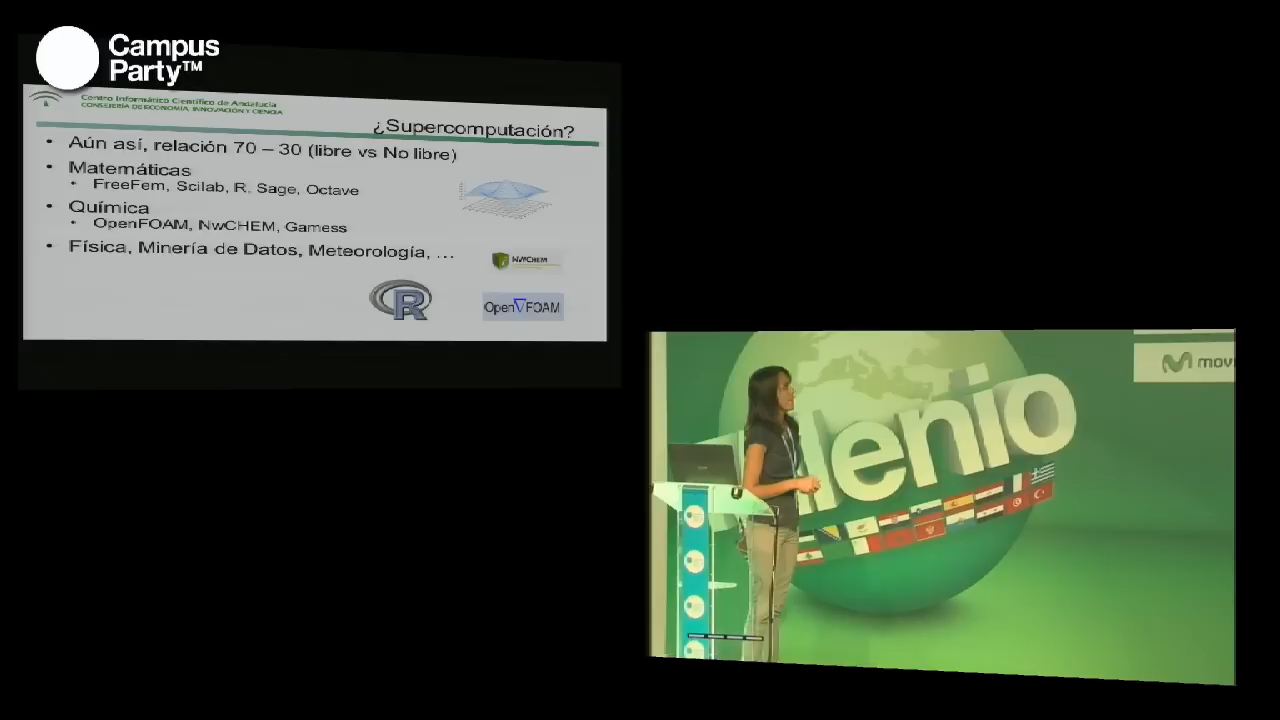 Campus
Party™
Centro Informático Científico de Andalucía
CONSEJERÍA DE ECONOMÍA, INNOVACIÓN Y CIENCIA
¿Supercomputación?
• Aún así, relación 70 – 30 (libre vs No libre)
• Matemáticas
• FreeFem, Scilab, R, Sage, Octave
• Química
• OpenFOAM, NwCHEM, Gamess
• Física, Minería de Datos, Meteorología, ...
NWCHEM
R
Open∇FOAM
mov
lenio